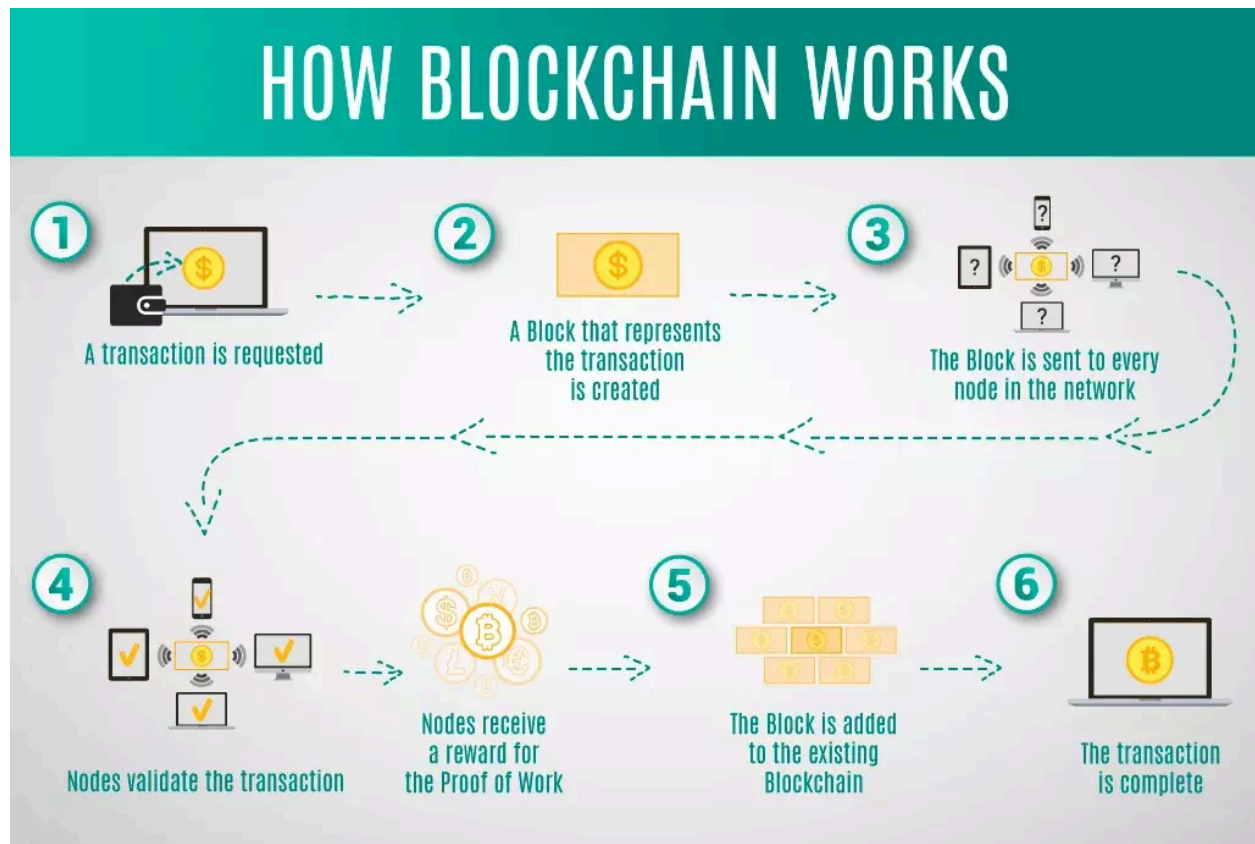 HOW BLOCKCHAIN WORKS
1
$
A transaction is requested
2
$
A Block that represents
the transaction
is created
3
?
?
$
?
?
The Block is sent to every
node in the network
4
$
Nodes validate the transaction
$
Nodes receive
a reward for
the Proof of Work
5
$ $
$ $ $
$ $
The Block is added
to the existing
Blockchain
6
The transaction
is complete